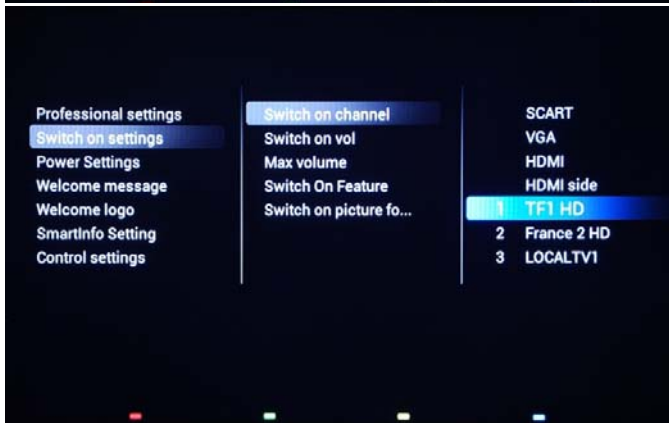 Professional settings
Switch on settings
Power Settings
Welcome message
Welcome logo
SmartInfo Setting
Control settings
Switch on channel
Switch on vol
Max volume
Switch On Feature
Switch on picture fo...
SCART
VGA
HDMI
HDMI side
1 TF1 HD
2 France 2 HD
3 LOCALTV1